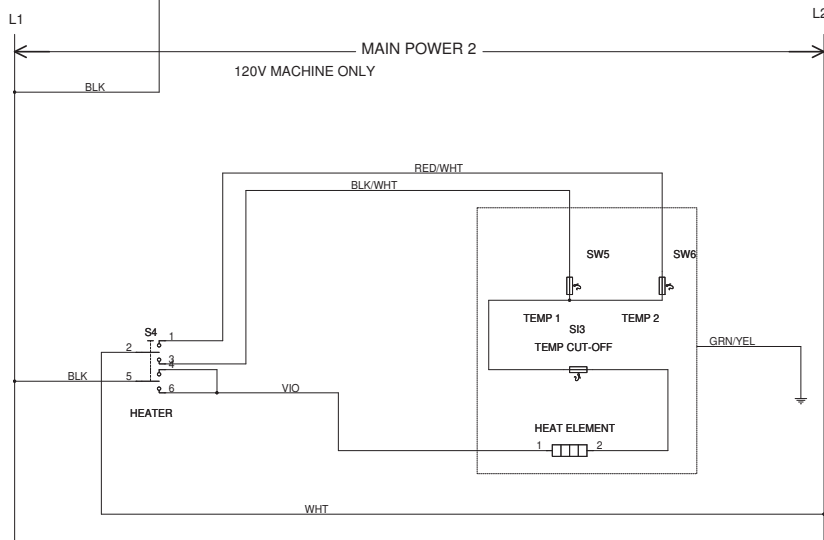 L1
L2
MAIN POWER 2
120V MACHINE ONLY
BLK
RED/WHT
BLK/WHT
SW5
SW6
TEMP 1
TEMP 2
SI3
TEMP CUT-OFF
S4
1
2
3
4
BLK
5
6
VIO
HEATER
GRN/YEL
HEAT ELEMENT
1
2
WHT